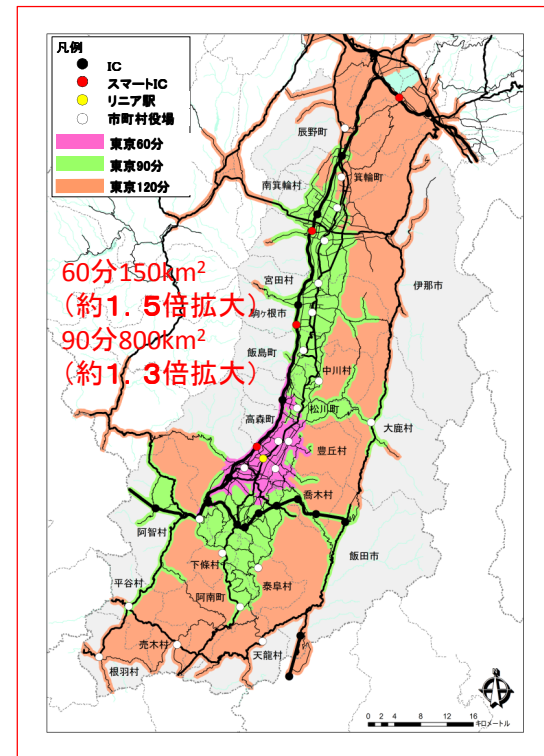 凡例
IC
スマートIC
リニア駅
市町村役場
東京60分
東京90分
東京120分
辰野町
箕輪町
南箕輪村
伊那市
宮田村
駒ヶ根市
飯島町
中川村
松川町
高森町
大鹿村
豊丘村
喬木村
阿智村
飯田市
下條村
平谷村
泰阜村
阿南町
売木村
天龍村
根羽村
60分150km²
(約1.5倍拡大)
90分800km²
(約1.3倍拡大)
N
0 2 4 8 12 16
キロメートル